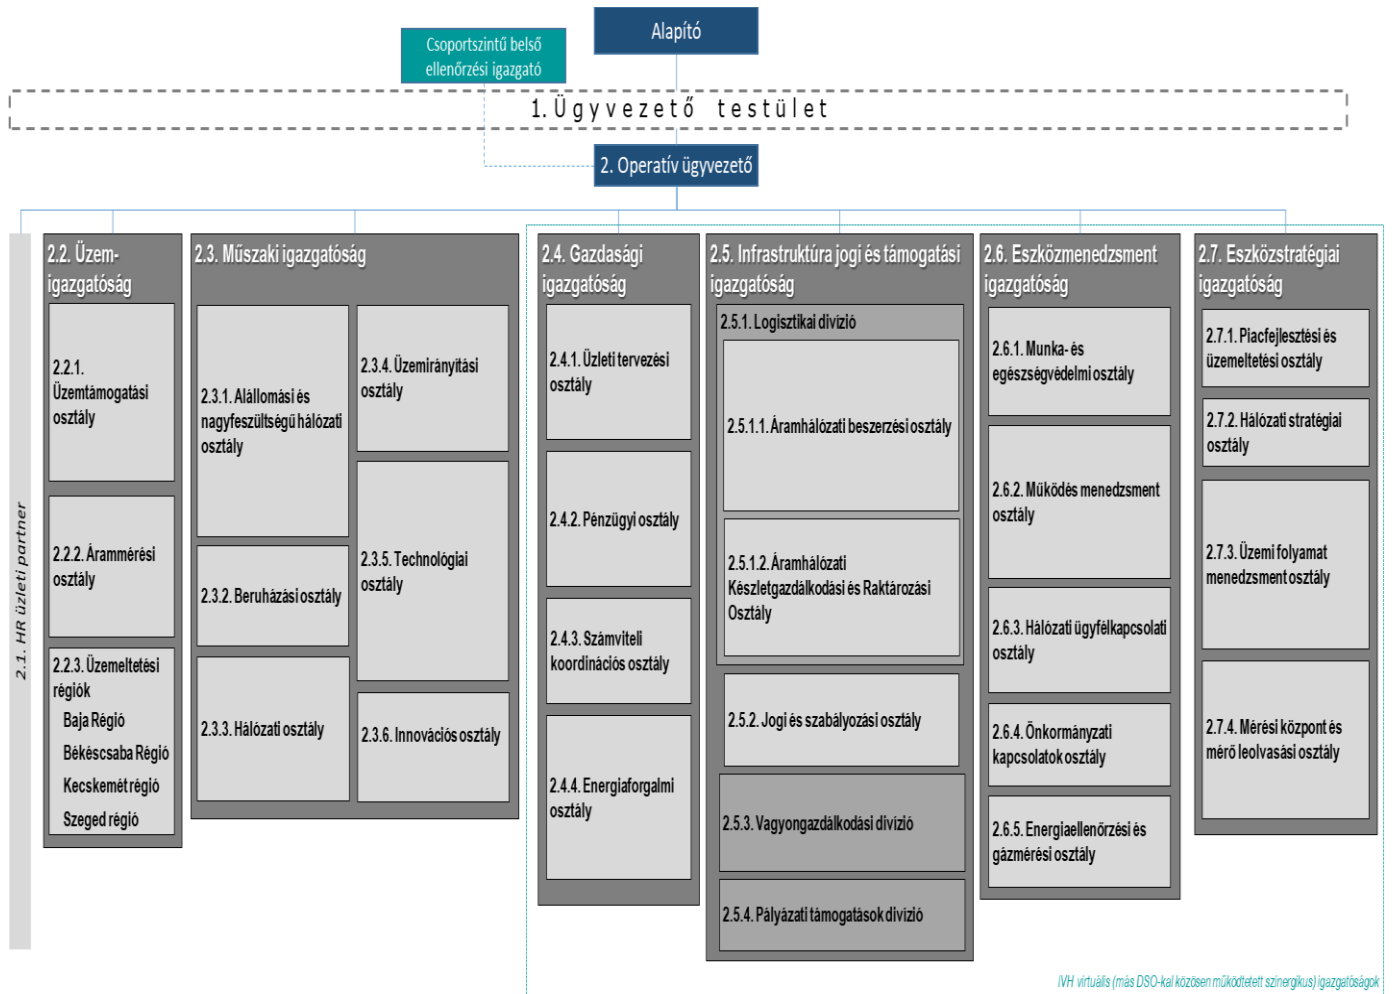 Alapító
Csoportszintű belső
ellenőrzési igazgató
1. Ügyvezető testület
2. Operatív ügyvezető
2.1. HR üzleti partner
2.2. Üzem-
igazgatóság
2.2.1.
Üzemtámogatási
osztály
2.2.2. Árammérési
osztály
2.2.3. Üzemeltetési
régiók
Baja Régió
Békéscsaba Régió
Kecskemét régió
Szeged régió
2.3. Műszaki igazgatóság
2.3.1. Alállomási és
nagyfeszültségű hálózati
osztály
2.3.2. Beruházási osztály
2.3.3. Hálózati osztály
2.3.4. Üzemirányítási
osztály
2.3.5. Technológiai
osztály
2.3.6. Innovációs osztály
2.4. Gazdasági
igazgatóság
2.4.1. Üzleti tervezési
osztály
2.4.2. Pénzügyi osztály
2.4.3. Számviteli
koordinációs osztály
2.4.4. Energiaforgalmi
osztály
2.5. Infrastruktúra jogi és támogatási
igazgatóság
2.5.1. Logisztikai divízió
2.5.1.1. Áramhálózati beszerzési osztály
2.5.1.2. Áramhálózati
Készletgazdálkodási és Raktározási
Osztály
2.5.2. Jogi és szabályozási osztály
2.5.3. Vagyongazdálkodási divízió
2.5.4. Pályázati támogatások divízió
2.6. Eszközmenedzsment
igazgatóság
2.6.1. Munka- és
egészségvédelmi osztály
2.6.2. Működés menedzsment
osztály
2.6.3. Hálózati ügyfélkapcsolati
osztály
2.6.4. Önkormányzati
kapcsolatok osztály
2.6.5. Energiaellenőrzési és
gázmérési osztály
2.7. Eszközstratégiai
igazgatóság
2.7.1. Piacfejlesztési és
üzemeltetési osztály
2.7.2. Hálózati stratégiai
osztály
2.7.3. Üzemi folyamat
menedzsment osztály
2.7.4. Mérési központ és
mérő leolvasási osztály
IVH virtuális (más DSO-kal közösen működtetett szinergikus) igazgatóságok